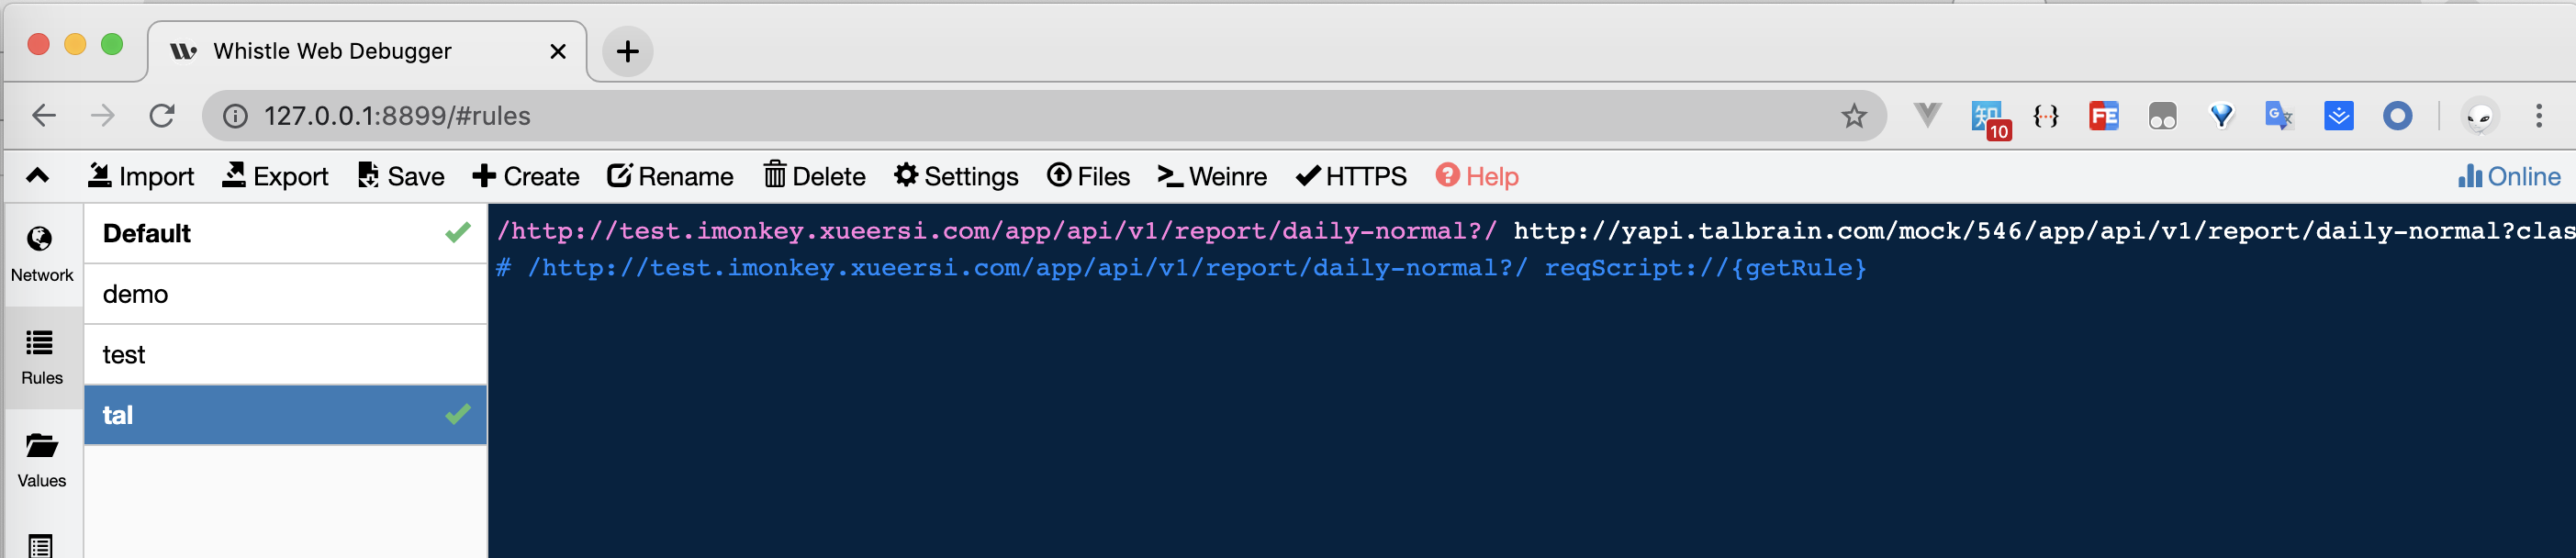 Whistle Web Debugger
127.0.0.1:8899/#rules
知 10 {··} FE G
Import Export Save Create Rename Delete Settings Files Weinre HTTPS Help Online
Network
Rules
Values
Default
demo
test
tal
/http://test.imonkey.xueersi.com/app/api/v1/report/daily-normal?/ http://yapi.talbrain.com/mock/546/app/api/v1/report/daily-normal?clas
# /http://test.imonkey.xueersi.com/app/api/v1/report/daily-normal?/ reqScript://{getRule}